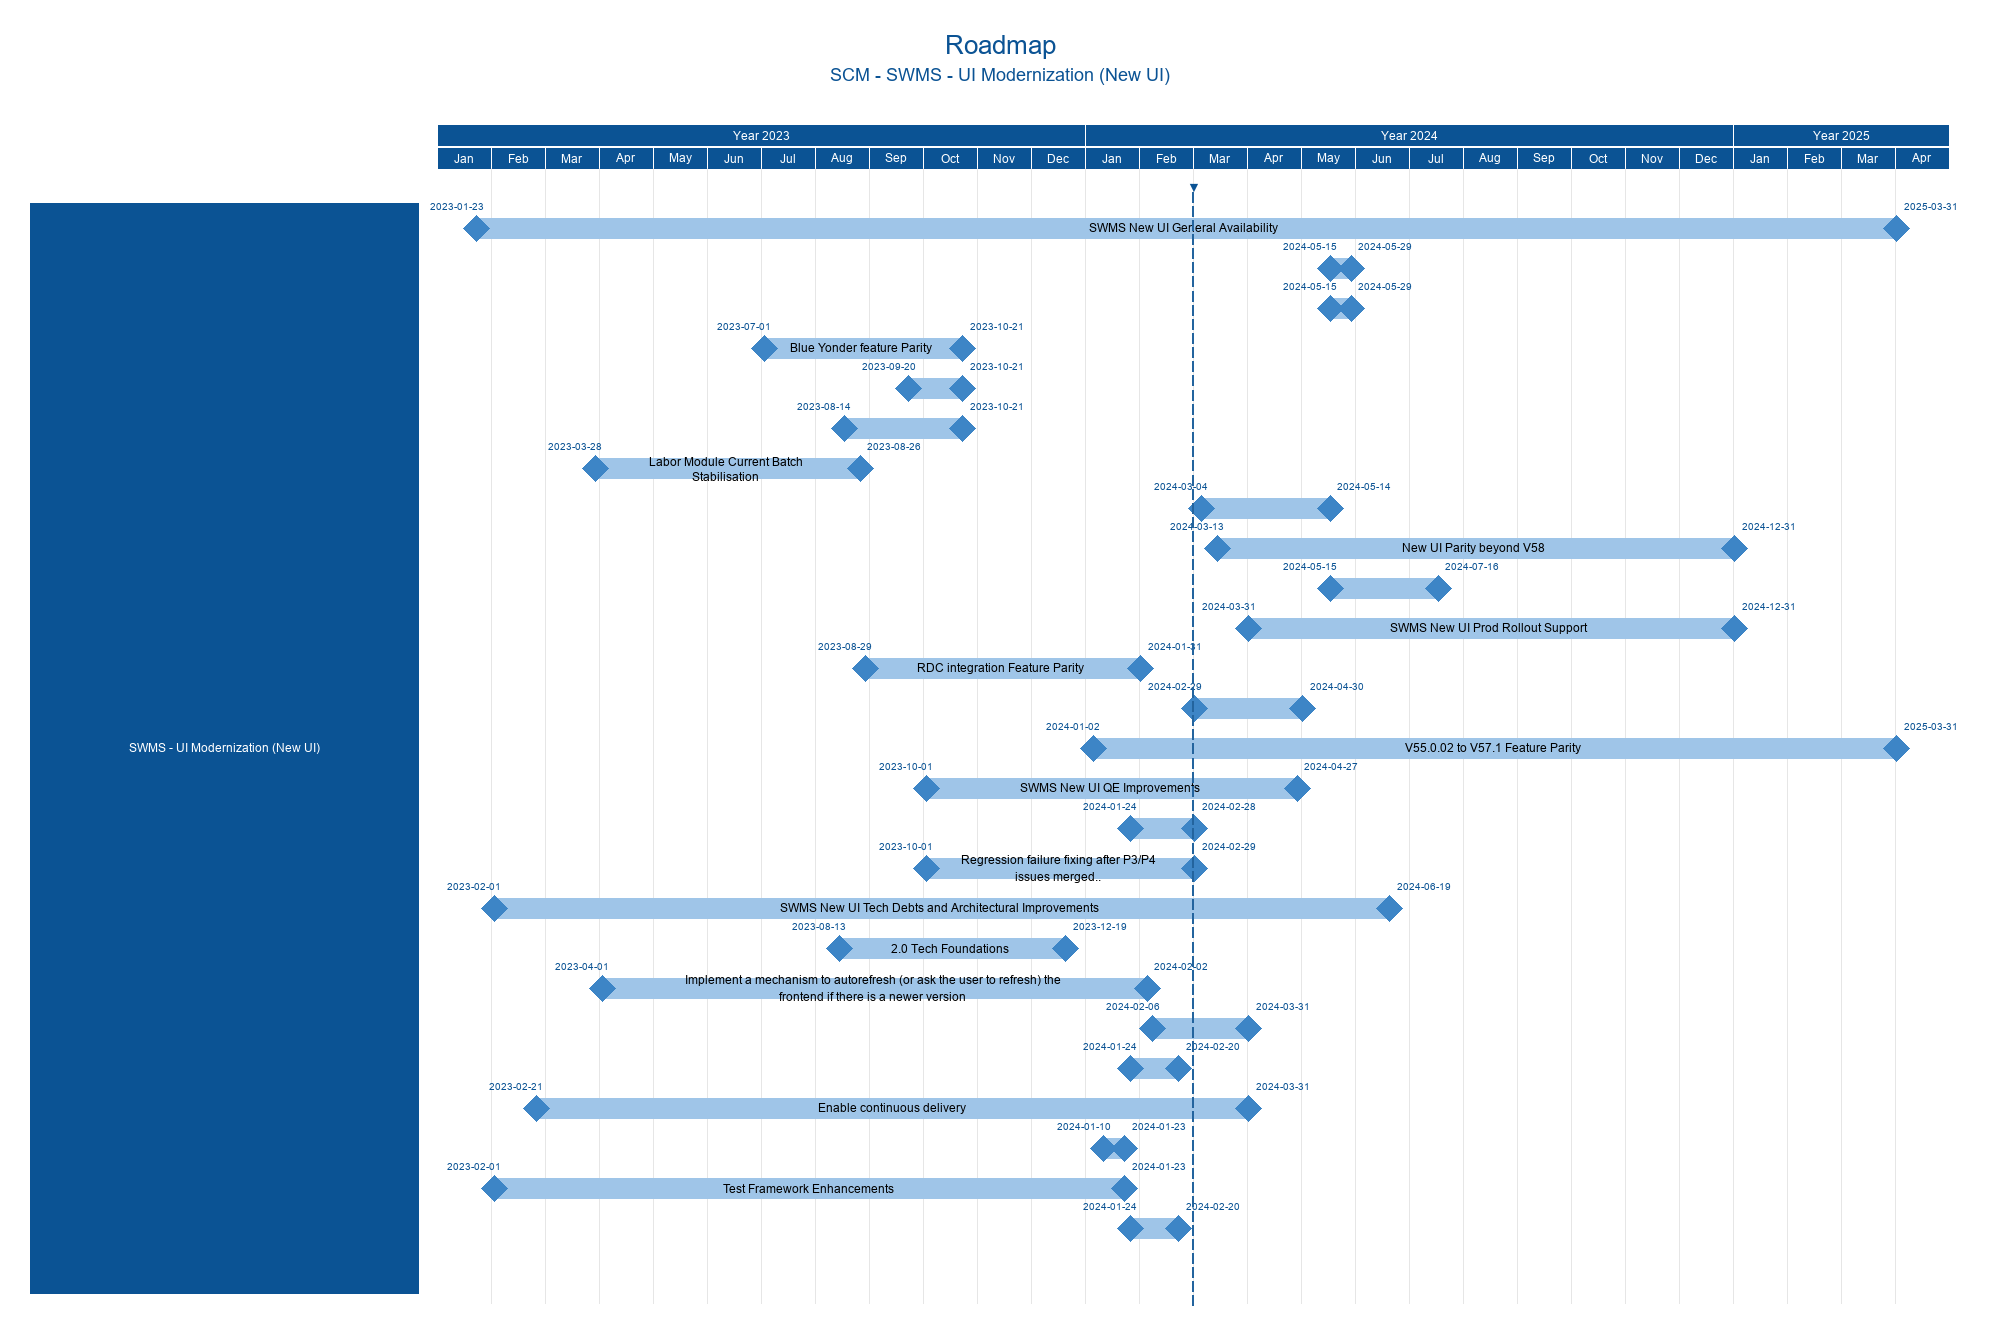 Roadmap
SCM - SWMS - UI Modernization (New UI)
Year 2023 Year 2024 Year 2025
Jan Feb Mar Apr May Jun Jul Aug Sep Oct Nov Dec Jan Feb Mar Apr May Jun Jul Aug Sep Oct Nov Dec Jan Feb Mar Apr
SWMS - UI Modernization (New UI)
2023-01-23 2025-03-31
SWMS New UI General Availability
2024-05-15 2024-05-29
2024-05-15 2024-05-29
2023-07-01 2023-10-21
Blue Yonder feature Parity
2023-09-20 2023-10-21
2023-08-14 2023-10-21
2023-03-28 2023-08-26
Labor Module Current Batch
Stabilisation
2024-03-04 2024-05-14
2024-03-13 2024-12-31
New UI Parity beyond V58
2024-05-15 2024-07-16
2024-03-31 2024-12-31
SWMS New UI Prod Rollout Support
2023-08-29 2024-01-31
RDC integration Feature Parity
2024-02-29 2024-04-30
2024-01-02 2025-03-31
V55.0.02 to V57.1 Feature Parity
2023-10-01 2024-04-27
SWMS New UI QE Improvements
2024-01-24 2024-02-28
2023-10-01 2024-02-29
Regression failure fixing after P3/P4
issues merged..
2023-02-01 2024-06-19
SWMS New UI Tech Debts and Architectural Improvements
2023-08-13 2023-12-19
2.0 Tech Foundations
2023-04-01 2024-02-02
Implement a mechanism to autorefresh (or ask the user to refresh) the
frontend if there is a newer version
2024-02-06 2024-03-31
2024-01-24 2024-02-20
2023-02-21 2024-03-31
Enable continuous delivery
2024-01-10 2024-01-23
2023-02-01 2024-01-23
Test Framework Enhancements
2024-01-24 2024-02-20